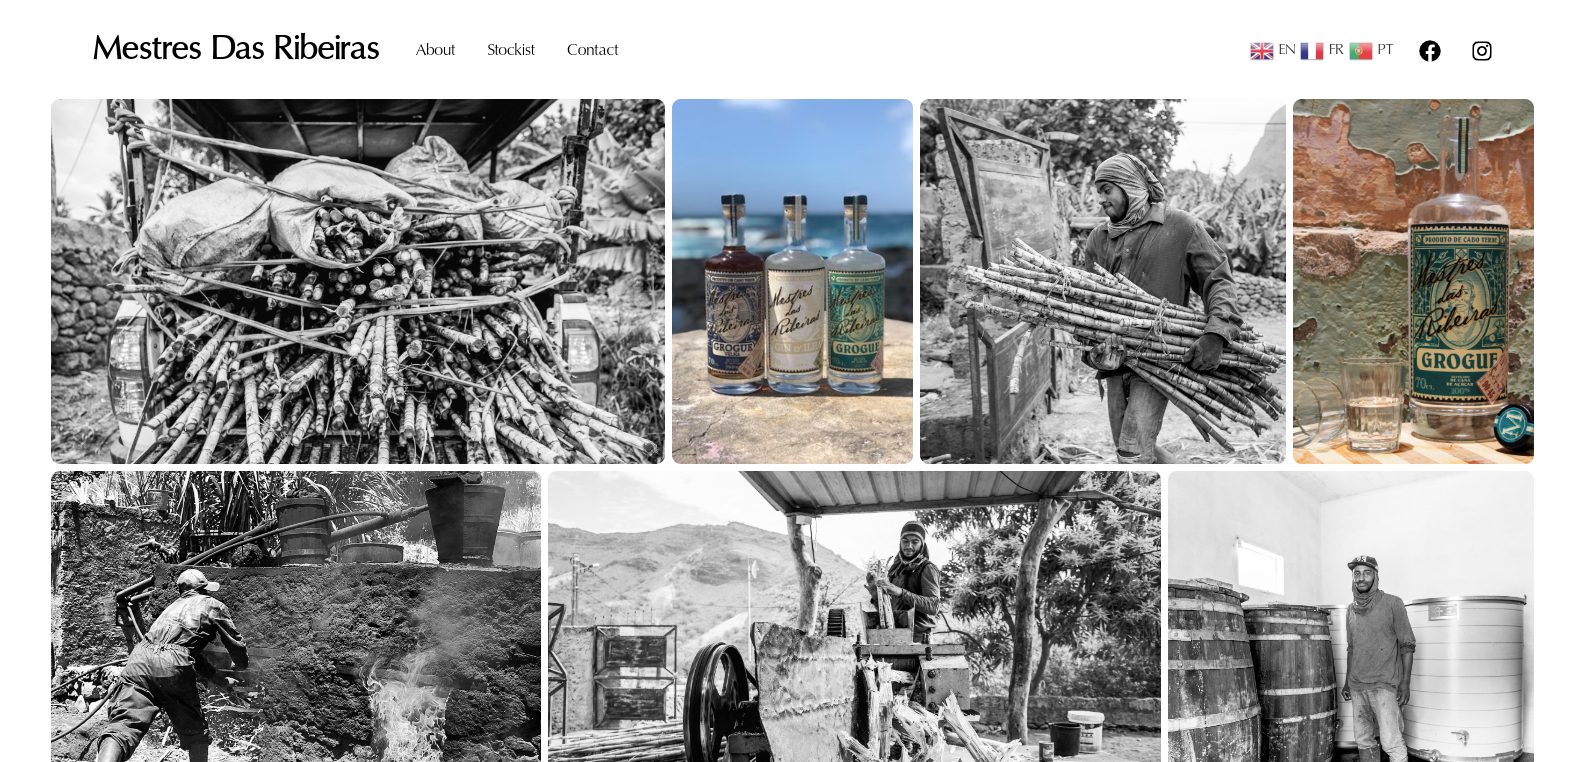 Mestres Das Ribeiras
About
Stockist
Contact
EN
FR
PT
Mestres
das
Ribeiras
GROGUE
Mestres
das
Ribeiras
Mestres
das
Ribeiras
GROGUE
PRODUTO DE CABO VERDE
Mestres
das
Ribeiras
GROGUE
70cl
100%
M